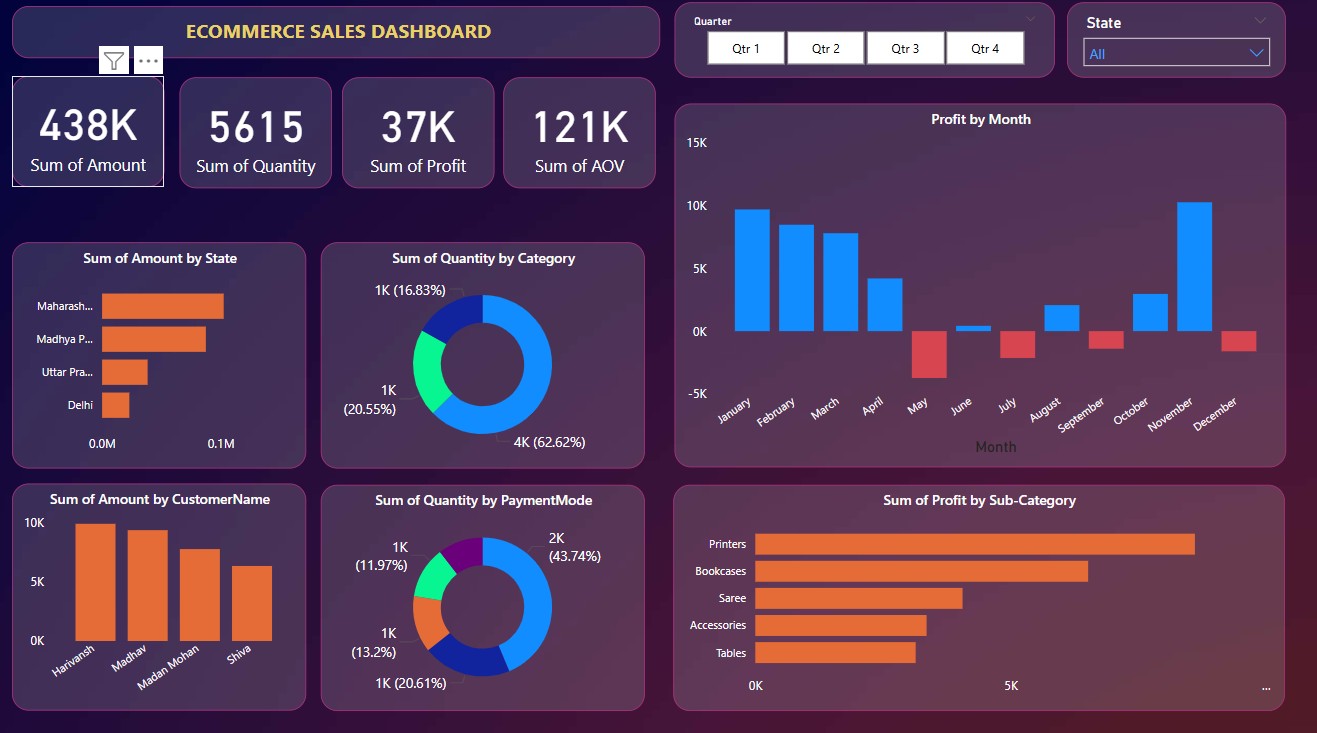 ECOMMERCE SALES DASHBOARD
Quarter
Qtr 1
Qtr 2
Qtr 3
Qtr 4
State
All
438K
Sum of Amount
5615
Sum of Quantity
37K
Sum of Profit
121K
Sum of AOV
Profit by Month
15K
10K
5K
0K
-5K
January
February
March
April
May
June
July
August
September
October
November
December
Month
Sum of Amount by State
Maharash...
Madhya P...
Uttar Pra...
Delhi
0.0M
0.1M
Sum of Quantity by Category
1K (16.83%)
1K
(20.55%)
4K (62.62%)
Sum of Amount by CustomerName
10K
5K
0K
Harivansh
Madhav
Madan Mohan
Shiva
Sum of Quantity by PaymentMode
2K
(43.74%)
1K
(11.97%)
1K
(13.2%)
1K (20.61%)
Sum of Profit by Sub-Category
Printers
Bookcases
Saree
Accessories
Tables
0K
5K
...